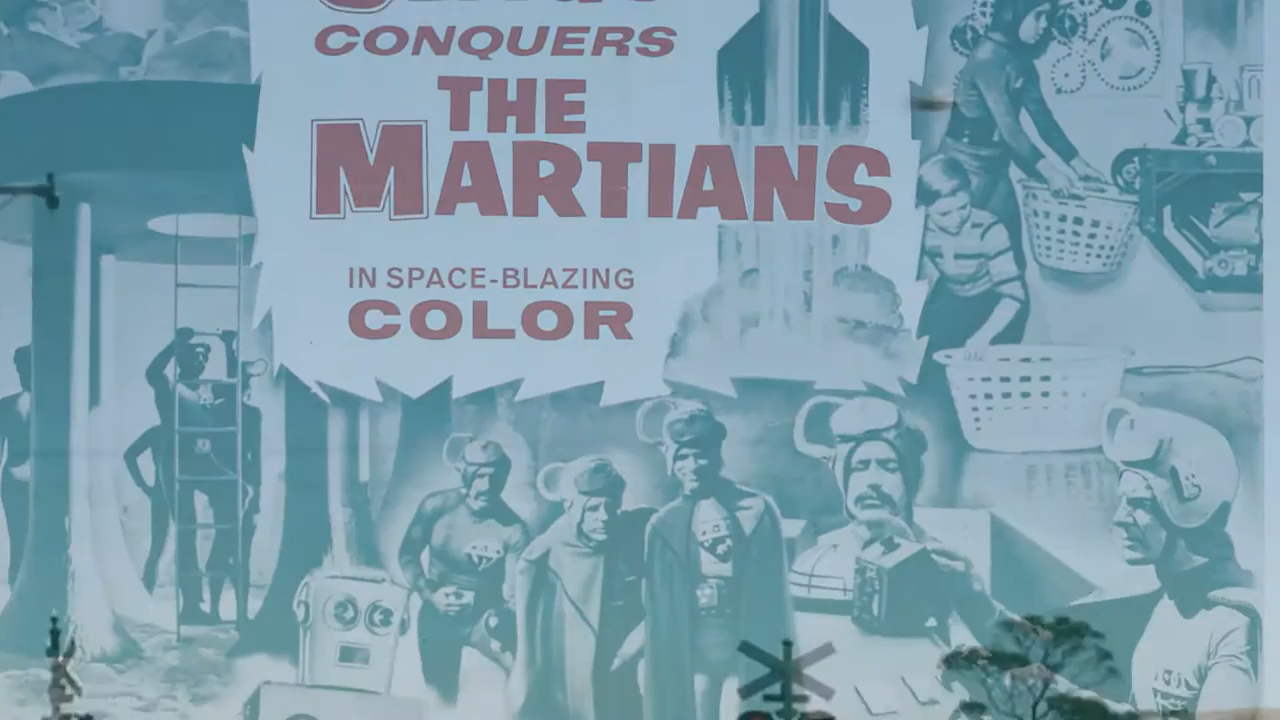 CONQUERS
THE
MARTIANS
IN SPACE-BLAZING
COLOR